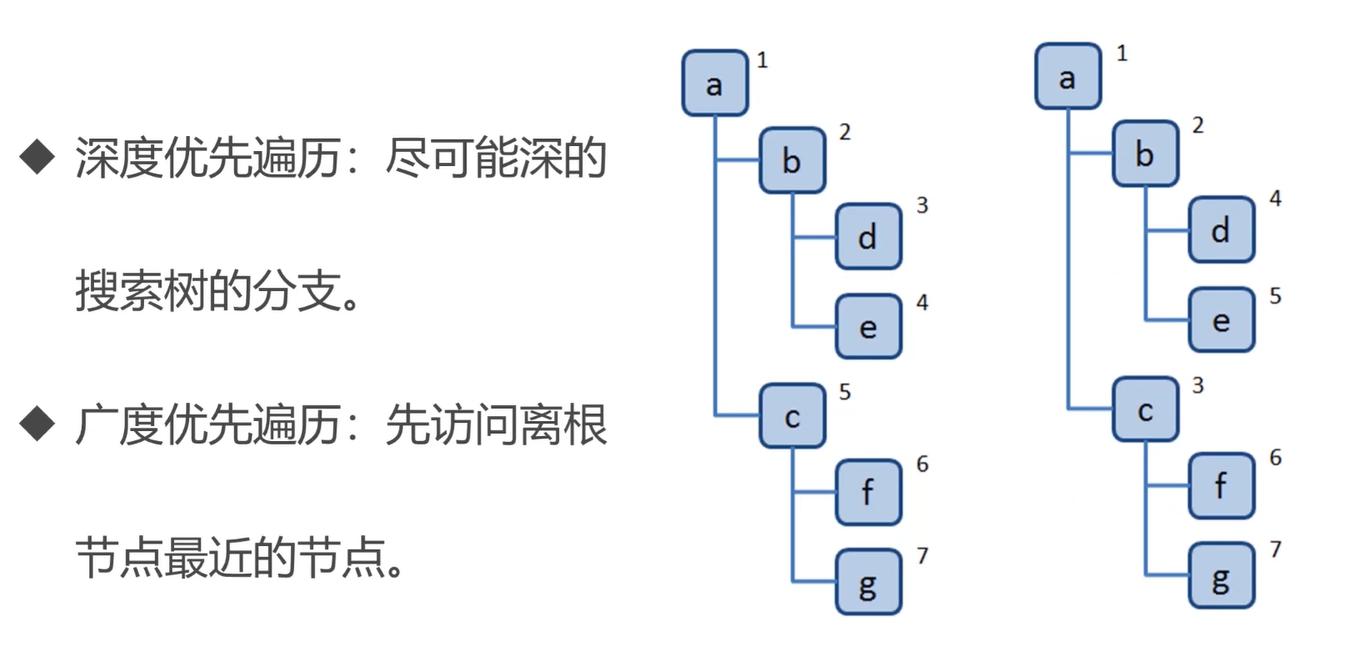 ◆ 深度优先遍历：尽可能深的
搜索树的分支。
◆ 广度优先遍历：先访问离根
节点最近的节点。
a 1
b 2
d 3
e 4
c 5
f 6
g 7
a 1
b 2
d 4
e 5
c 3
f 6
g 7